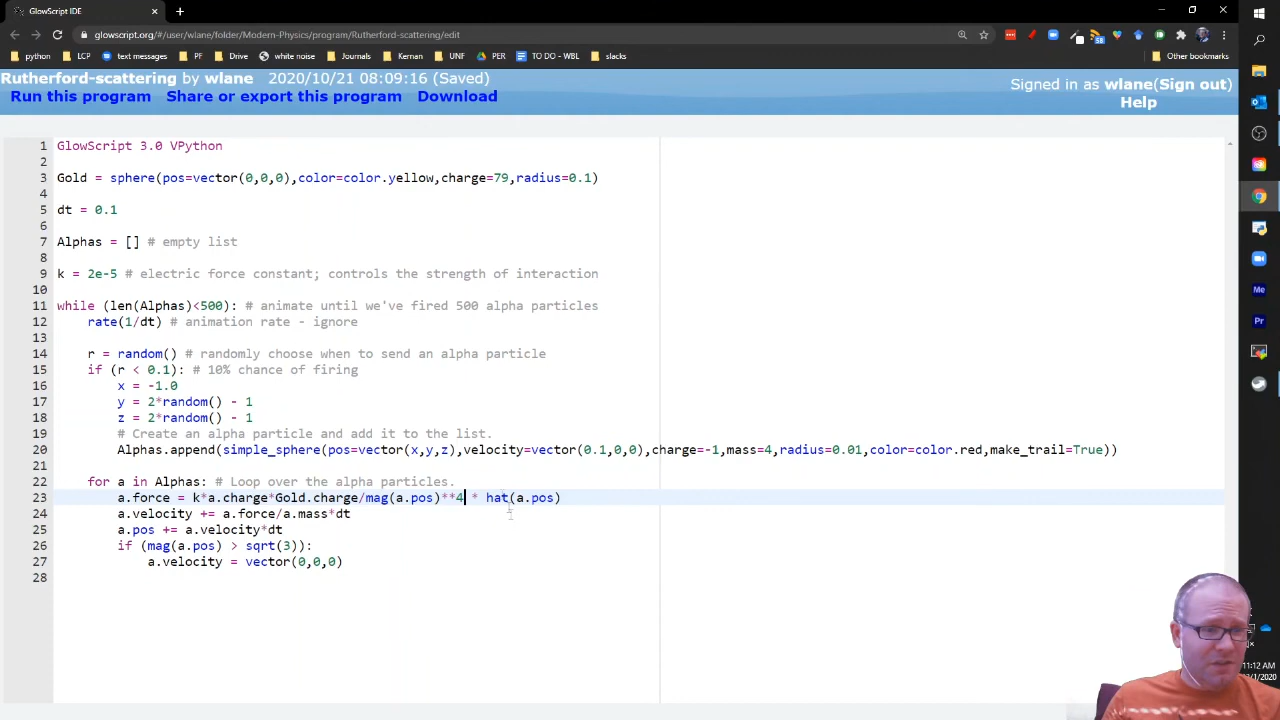 GlowScript IDE
glowscript.org/#/user/wlane/folder/Modern-Physics/program/Rutherford-scattering/edit
python LCP text messages PF Drive white noise Journals Kernan UNF PER TO DO - WBL slacks Other bookmarks
Rutherford-scattering by wlane 2020/10/21 08:09:16 (Saved)
Signed in as wlane(Sign out)
Run this program Share or export this program Download
Help
1 GlowScript 3.0 VPython
2
3 Gold = sphere(pos=vector(0,0,0),color=color.yellow,charge=79,radius=0.1)
4
5 dt = 0.1
6
7 Alphas = [] # empty list
8
9 k = 2e-5 # electric force constant; controls the strength of interaction
10
11 while (len(Alphas)<500): # animate until we've fired 500 alpha particles
12 rate(1/dt) # animation rate - ignore
13
14 r = random() # randomly choose when to send an alpha particle
15 if (r < 0.1): # 10% chance of firing
16 x = -1.0
17 y = 2*random() - 1
18 z = 2*random() - 1
19 # Create an alpha particle and add it to the list.
20 Alphas.append(simple_sphere(pos=vector(x,y,z),velocity=vector(0.1,0,0),charge=-1,mass=4,radius=0.01,color=color.red,make_trail=True))
21
22 for a in Alphas: # Loop over the alpha particles.
23 a.force = k*a.charge*Gold.charge/mag(a.pos)**4 * hat(a.pos)
24 a.velocity += a.force/a.mass*dt
25 a.pos += a.velocity*dt
26 if (mag(a.pos) > sqrt(3)):
27 a.velocity = vector(0,0,0)
28
58
Me
Pr
11:12 AM